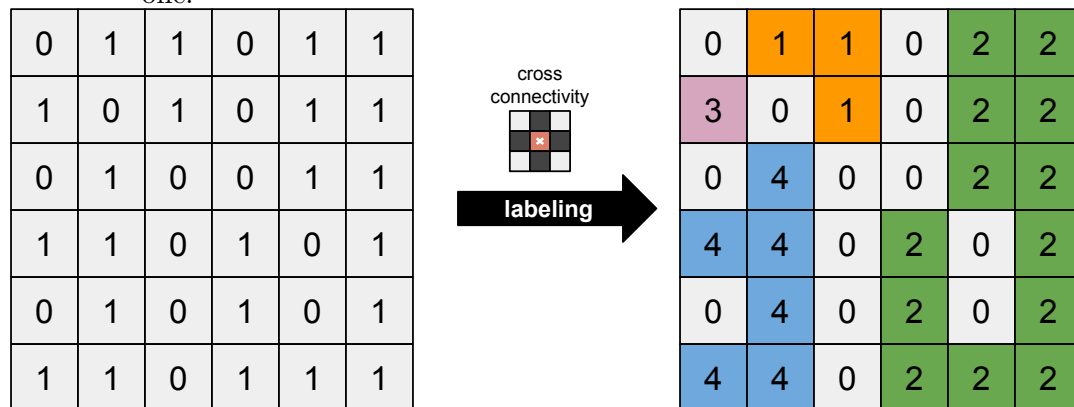 0 1 1 0 1 1
1 0 1 0 1 1
0 1 0 0 1 1
1 1 0 1 0 1
0 1 0 1 0 1
1 1 0 1 1 1
cross
connectivity
labeling
0 1 1 0 2 2
3 0 1 0 2 2
0 4 0 0 2 2
4 4 0 2 0 2
0 4 0 2 0 2
4 4 0 2 2 2